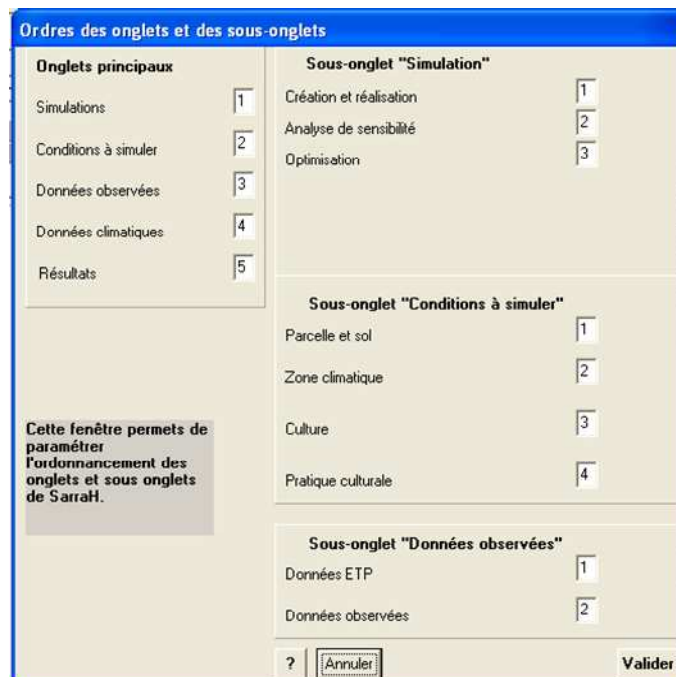 Ordres des onglets et des sous-onglets
Onglets principaux
Simulations 1
Conditions à simuler 2
Données observées 3
Données climatiques 4
Résultats 5
Cette fenêtre permets de
paramétrer
l'ordonnancement des
onglets et sous onglets
de SarraH.
Sous-onglet "Simulation"
Création et réalisation 1
Analyse de sensibilité 2
Optimisation 3
Sous-onglet "Conditions à simuler"
Parcelle et sol 1
Zone climatique 2
Culture 3
Pratique culturale 4
Sous-onglet "Données observées"
Données ETP 1
Données observées 2
? Annuler Valider